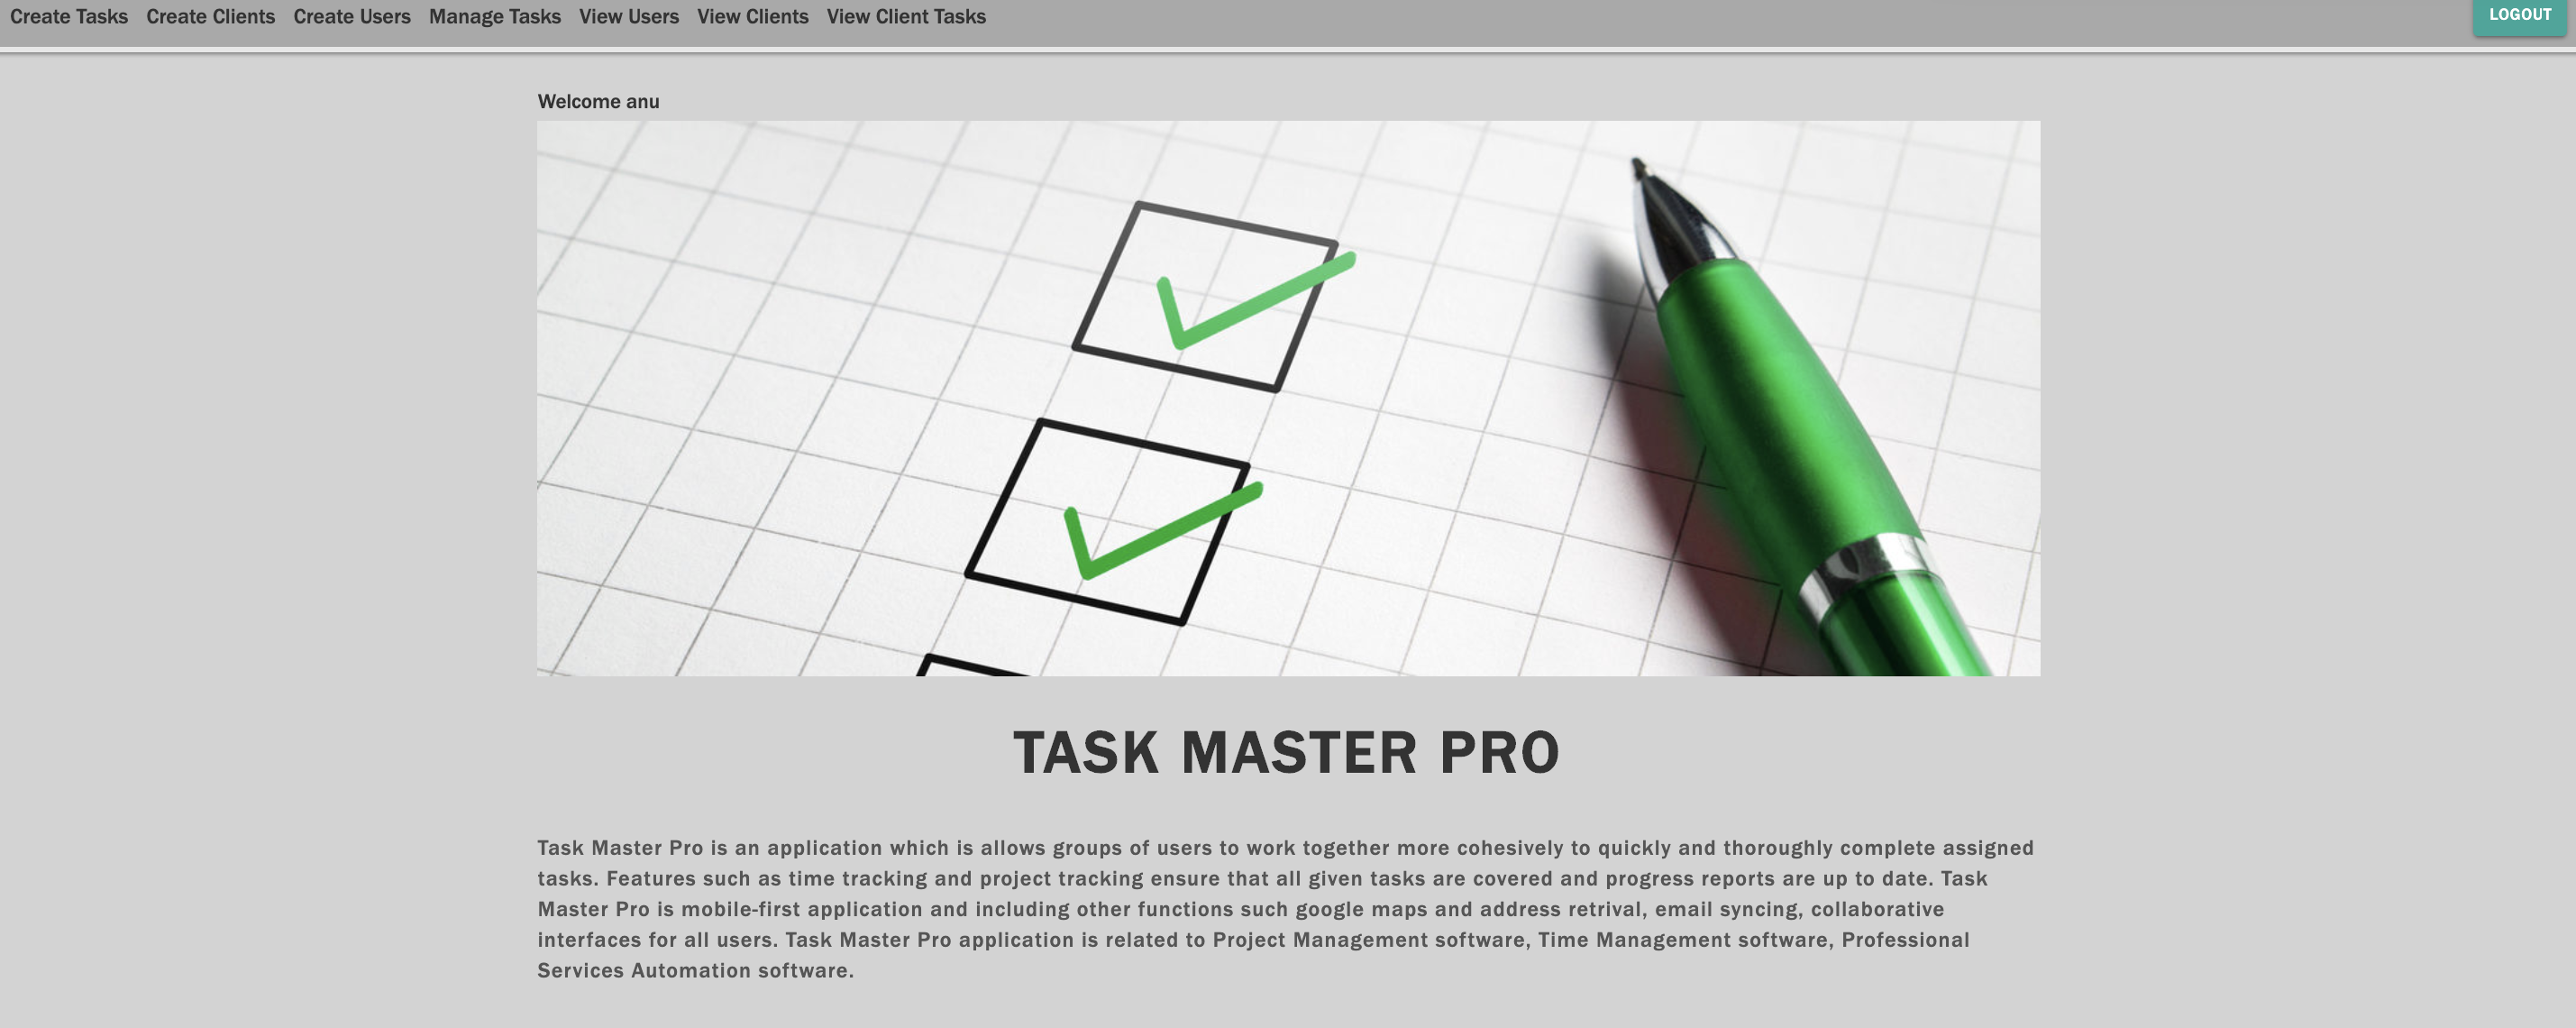 Create Tasks Create Clients Create Users Manage Tasks View Users View Clients View Client Tasks LOGOUT
Welcome anu
TASK MASTER PRO
Task Master Pro is an application which is allows groups of users to work together more cohesively to quickly and thoroughly complete assigned
tasks. Features such as time tracking and project tracking ensure that all given tasks are covered and progress reports are up to date. Task
Master Pro is mobile-first application and including other functions such google maps and address retrival, email syncing, collaborative
interfaces for all users. Task Master Pro application is related to Project Management software, Time Management software, Professional
Services Automation software.